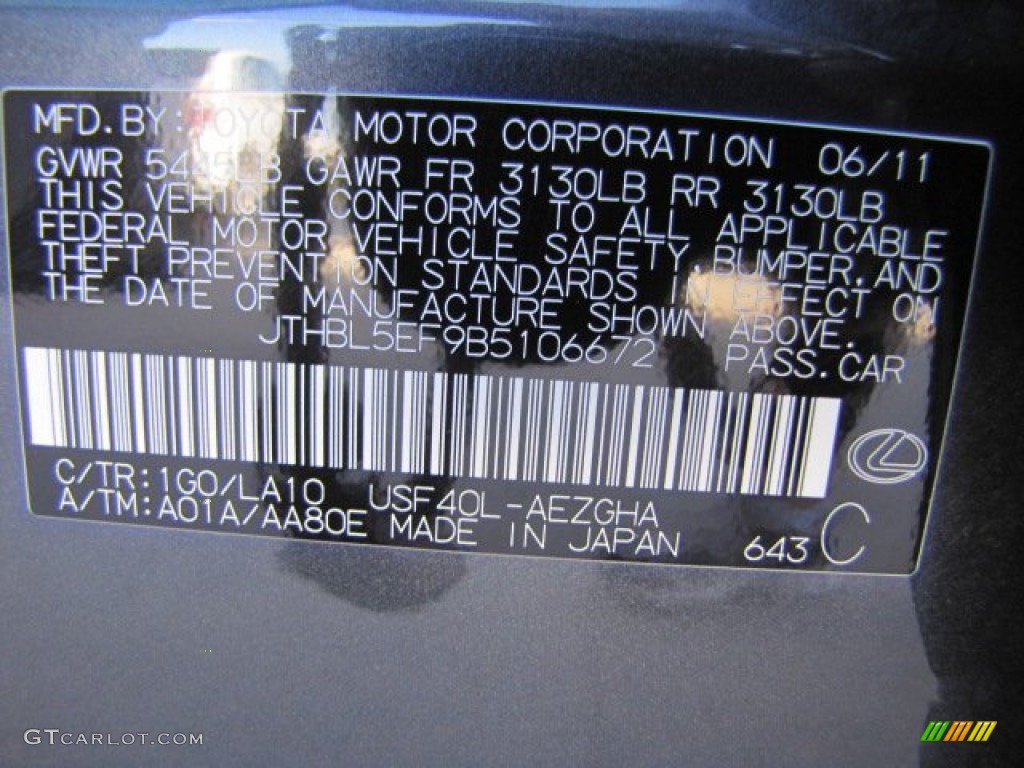 MFD. BY: TOYOTA MOTOR CORPORATION 06/11
GVWR 5445LB GAWR FR 3130LB RR 3130LB
THIS VEHICLE CONFORMS TO ALL APPLICABLE
FEDERAL MOTOR VEHICLE SAFETY, BUMPER, AND
THEFT PREVENTION STANDARDS IN EFFECT ON
THE DATE OF MANUFACTURE SHOWN ABOVE.
JTHBL5EF9B5106672 PASS. CAR
C/TR: 1G0/LA10 USF40L-AEZGHA
A/TM: A01A/AA80E MADE IN JAPAN 643 C
GTCARLOT.COM